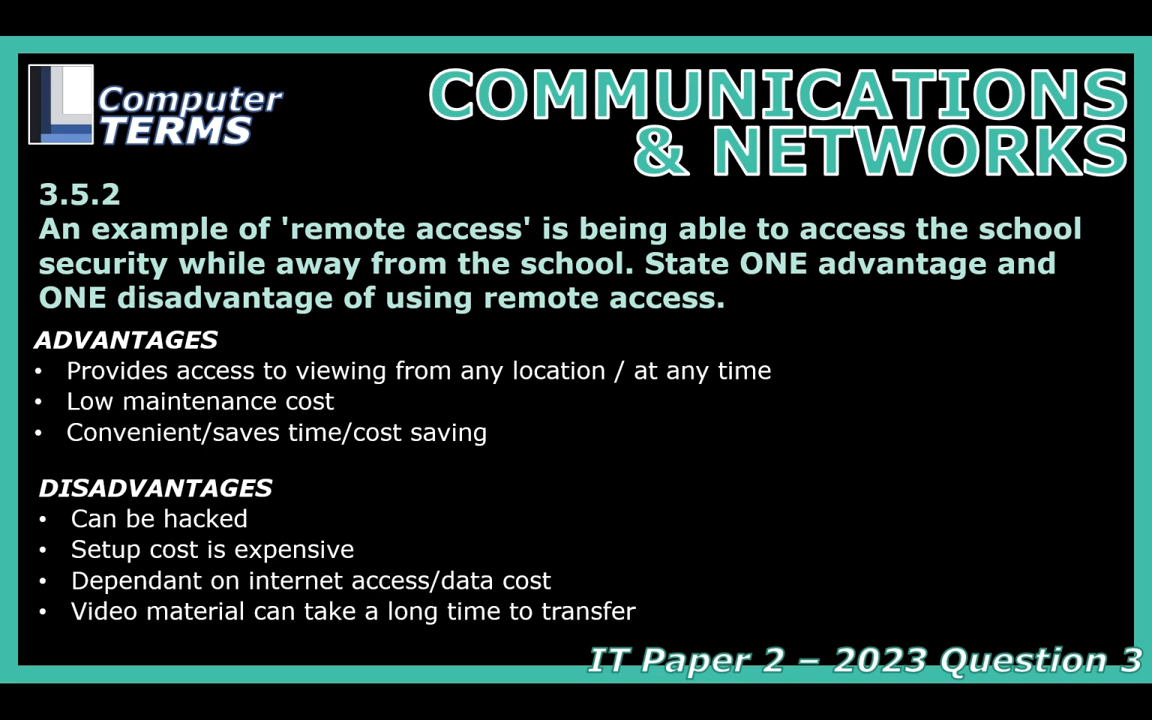 Computer
TERMS
COMMUNICATIONS
& NETWORKS
3.5.2
An example of 'remote access' is being able to access the school
security while away from the school. State ONE advantage and
ONE disadvantage of using remote access.
ADVANTAGES
• Provides access to viewing from any location / at any time
• Low maintenance cost
• Convenient/saves time/cost saving
DISADVANTAGES
• Can be hacked
• Setup cost is expensive
• Dependant on internet access/data cost
• Video material can take a long time to transfer
IT Paper 2 – 2023 Question 3